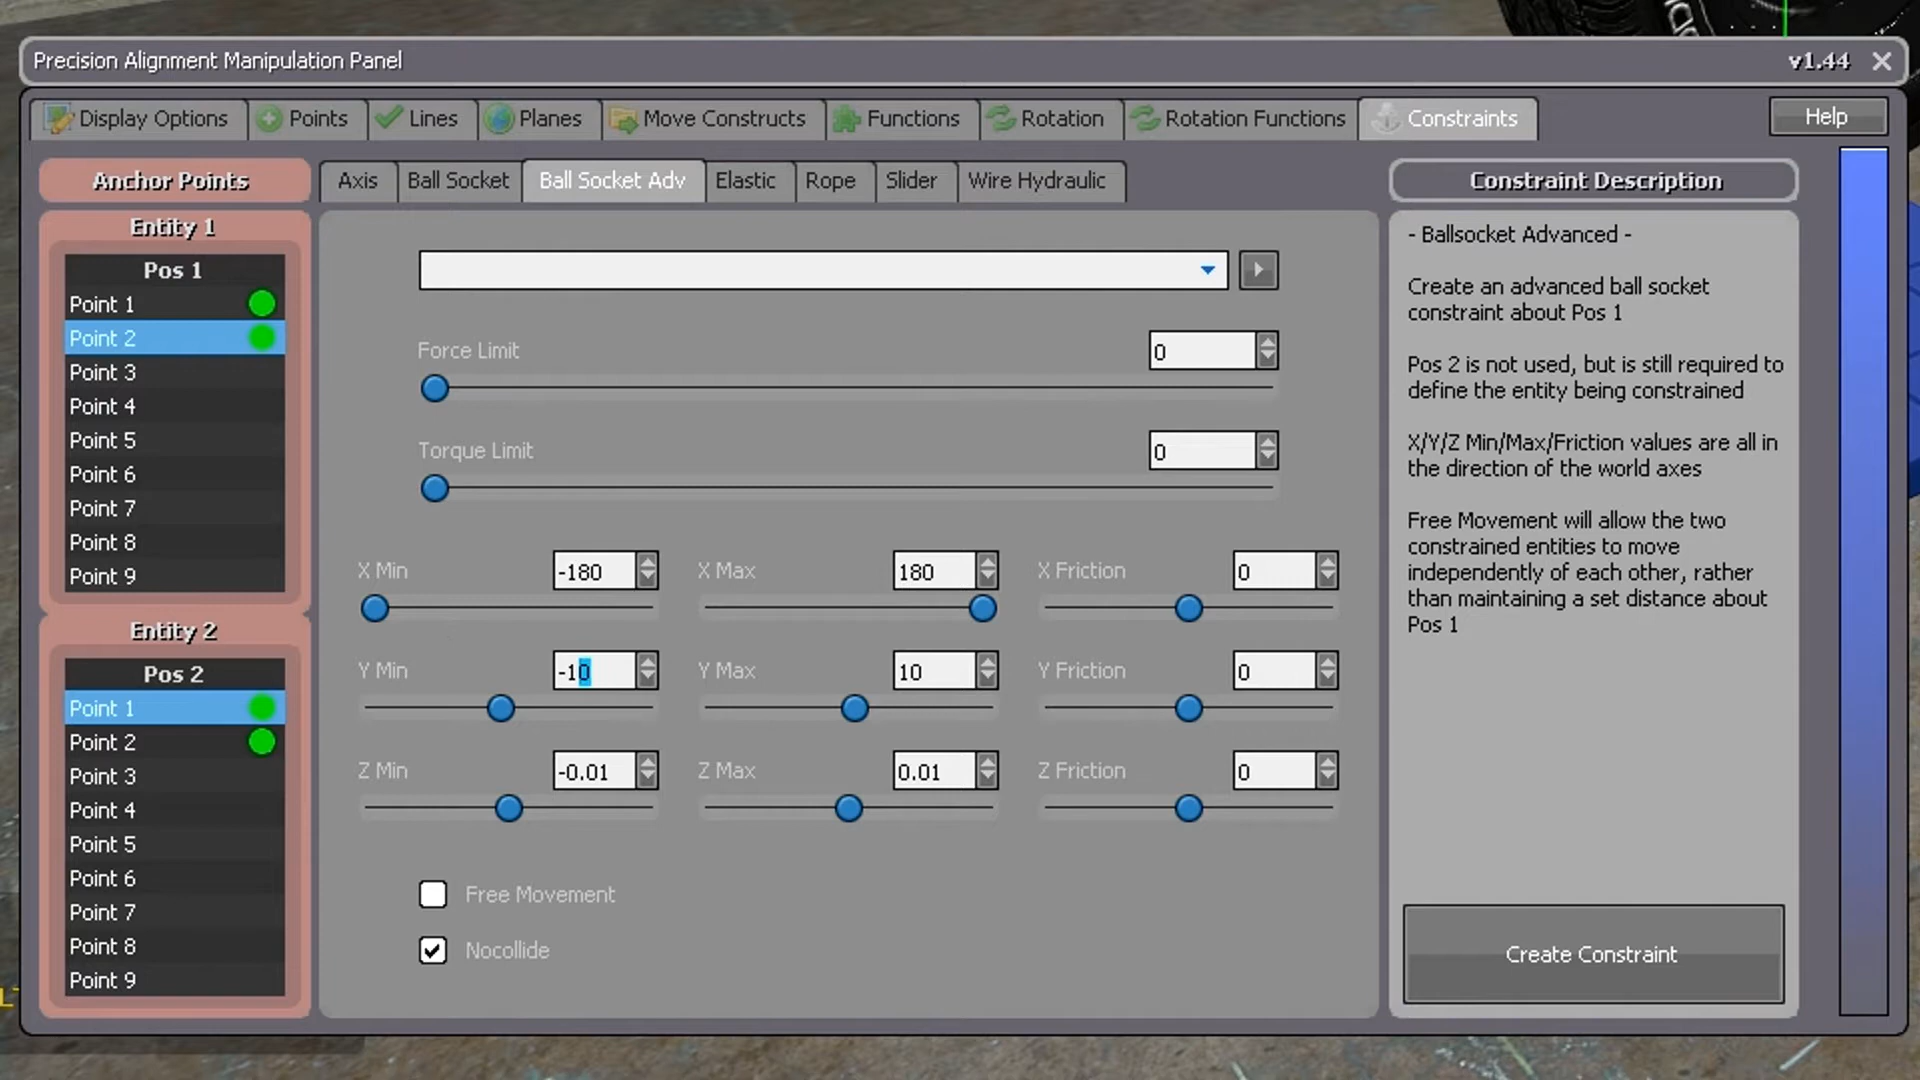 Precision Alignment Manipulation Panel
v1.44
Display Options
Points
Lines
Planes
Move Constructs
Functions
Rotation
Rotation Functions
Constraints
Help
Anchor Points
Axis
Ball Socket
Ball Socket Adv
Elastic
Rope
Slider
Wire Hydraulic
Constraint Description
Entity 1
Pos 1
Point 1
Point 2
Point 3
Point 4
Point 5
Point 6
Point 7
Point 8
Point 9
Entity 2
Pos 2
Point 1
Point 2
Point 3
Point 4
Point 5
Point 6
Point 7
Point 8
Point 9
Force Limit
0
Torque Limit
0
X Min
-180
X Max
180
X Friction
0
Y Min
-10
Y Max
10
Y Friction
0
Z Min
-0.01
Z Max
0.01
Z Friction
0
Free Movement
Nocollide
- Ballsocket Advanced -
Create an advanced ball socket
constraint about Pos 1
Pos 2 is not used, but is still required to
define the entity being constrained
X/Y/Z Min/Max/Friction values are all in
the direction of the world axes
Free Movement will allow the two
constrained entities to move
independently of each other, rather
than maintaining a set distance about
Pos 1
Create Constraint